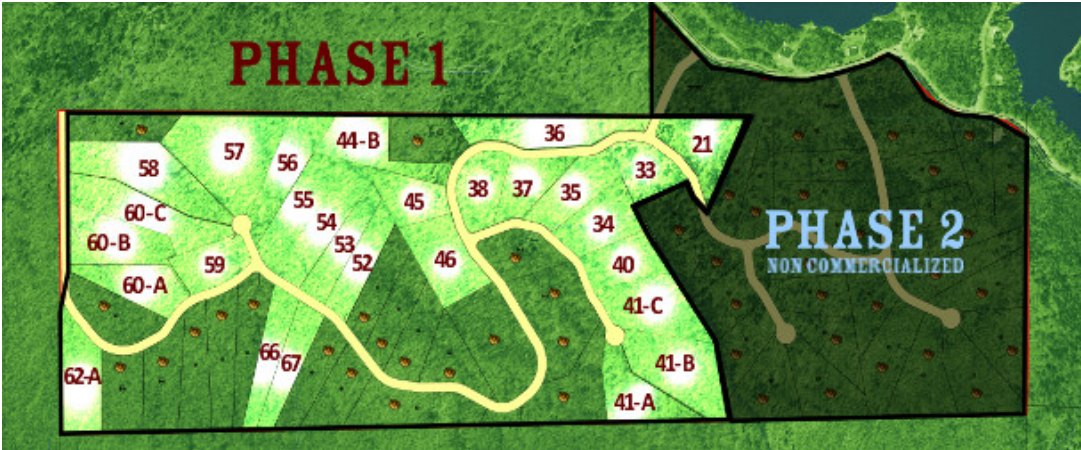 PHASE 1
36
21
44-B
57
56
58
33
38
37
35
55
45
60-C
54
34
60-B
53
52
59
46
40
60-A
41-C
66
67
41-B
62-A
41-A
PHASE 2
NON COMMERCIALIZED